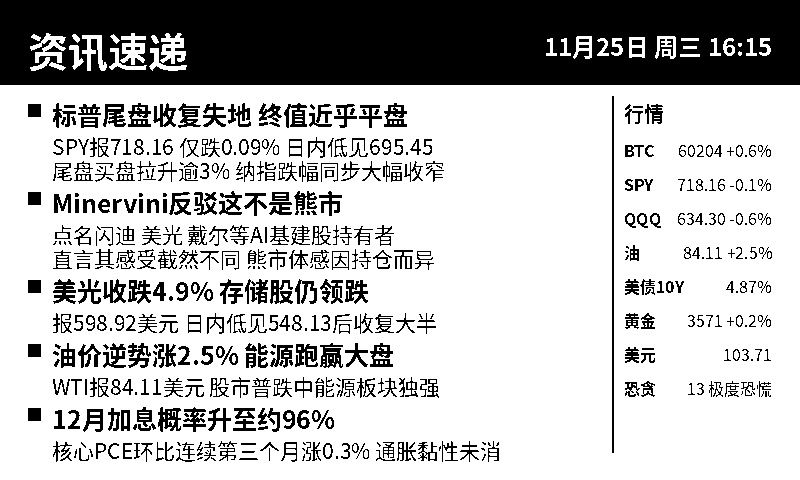 资讯速递
11月25日 周三 16:15
标普尾盘收复失地 终值近乎平盘
SPY报718.16 仅跌0.09% 日内低见695.45
尾盘买盘拉升逾3% 纳指跌幅同步大幅收窄
Minervini反驳这不是熊市
点名闪迪 美光 戴尔等AI基建股持有者
直言其感受截然不同 熊市体感因持仓而异
美光收跌4.9% 存储股仍领跌
报598.92美元 日内低见548.13后收复大半
油价逆势涨2.5% 能源跑赢大盘
WTI报84.11美元 股市普跌中能源板块独强
12月加息概率升至约96%
核心PCE环比连续第三个月涨0.3% 通胀黏性未消
行情
BTC 60204 +0.6%
SPY 718.16 -0.1%
QQQ 634.30 -0.6%
油 84.11 +2.5%
美债10Y 4.87%
黄金 3571 +0.2%
美元 103.71
恐贪 13 极度恐慌